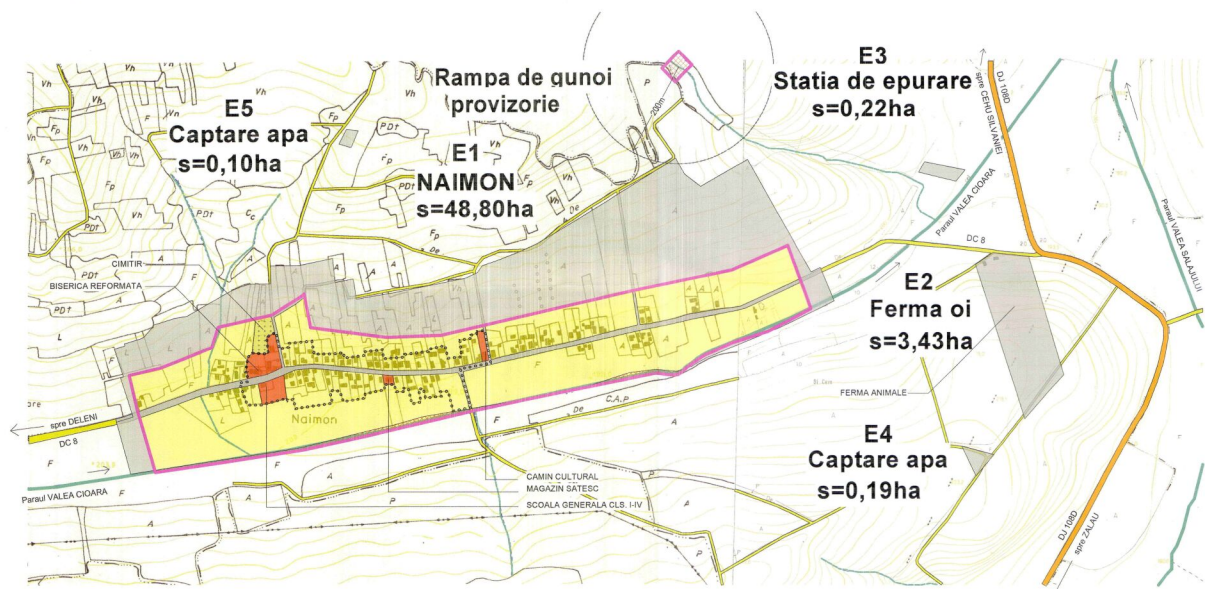 Rampa de gunoi
provizorie
E5
Captare apa
s=0,10ha
E1
NAIMON
s=48,80ha
E3
Statia de epurare
s=0,22ha
200m
DJ 108D
spre CEHU SILVANIEI
Paraul VALEA CIOARA
Paraul VALEA SALAJULUI
DC 8
CIMITIR
BISERICA REFORMATA
E2
Ferma oi
s=3,43ha
FERMA ANIMALE
E4
Captare apa
s=0,19ha
Naimon
spre DELENI
DC 8
Paraul VALEA CIOARA
C.A.P
De
CAMIN CULTURAL
MAGAZIN SATESC
SCOALA GENERALA CLS. I-IV
DJ 108D
spre ZALAU